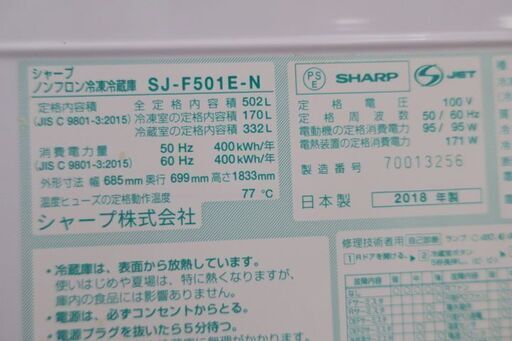 シャープ
ノンフロン冷凍冷蔵庫 SJ-F501E-N
定格内容積 全定格内容積 502L
(JIS C 9801-3:2015) 冷凍室の定格内容積 170L
冷蔵室の定格内容積 332L
消費電力量 50 Hz 400kWh/年
(JIS C 9801-3:2015) 60 Hz 400kWh/年
外形寸法 幅 685mm 奥行 699mm 高さ 1833mm
温度ヒューズの定格動作温度 77 ℃
シャープ株式会社
PS
E SHARP JET
定格電圧 100 V
定格周波数 50/60 Hz
電動機の定格消費電力 95/95 W
電熱装置の定格消費電力 171 W
製造番号 70013256
日本製 2018 年製
•冷蔵庫は、表面から放熱しています。
使いはじめや夏場は、特に熱くなりますが、
庫内の食品には影響ありません。
•電源は、必ずコンセントからとる。
•電源プラグを抜いたら5分待つ。
修理技術者用 自己診断